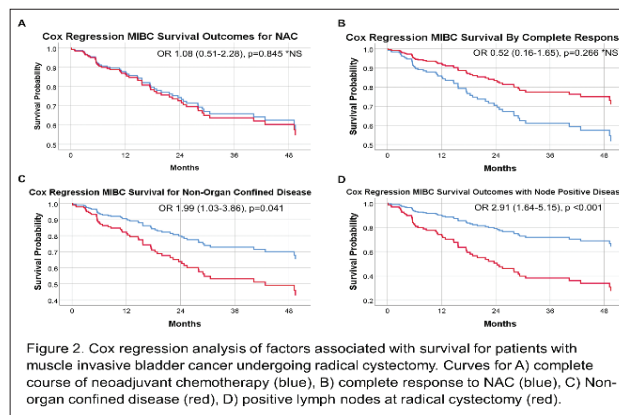 A
Cox Regression MIBC Survival Outcomes for NAC
OR 1.08 (0.51-2.28), p=0.845 *NS
Survival Probability
1.0
0.9
0.8
0.7
0.6
0.5
0
12
24
36
48
Months
B
Cox Regression MIBC Survival By Complete Respons
OR 0.52 (0.16-1.65), p=0.266 *NS
Survival Probability
1.0
0.9
0.8
0.7
0.6
0.5
0
12
24
36
48
Months
C
Cox Regression MIBC Survival for Non-Organ Confined Disease
OR 1.99 (1.03-3.86), p=0.041
Survival Probability
1.0
0.9
0.8
0.7
0.6
0.5
0.4
0
12
24
36
48
Months
D
Cox Regression MIBC Survival Outcomes with Node Positive Diseas
OR 2.91 (1.64-5.15), p <0.001
Survival Probability
1.0
0.9
0.8
0.7
0.6
0.5
0.4
0.3
0.2
0
12
24
36
48
Months
Figure 2. Cox regression analysis of factors associated with survival for patients with
muscle invasive bladder cancer undergoing radical cystectomy. Curves for A) complete
course of neoadjuvant chemotherapy (blue), B) complete response to NAC (blue), C) Non-
organ confined disease (red), D) positive lymph nodes at radical cystectomy (red).